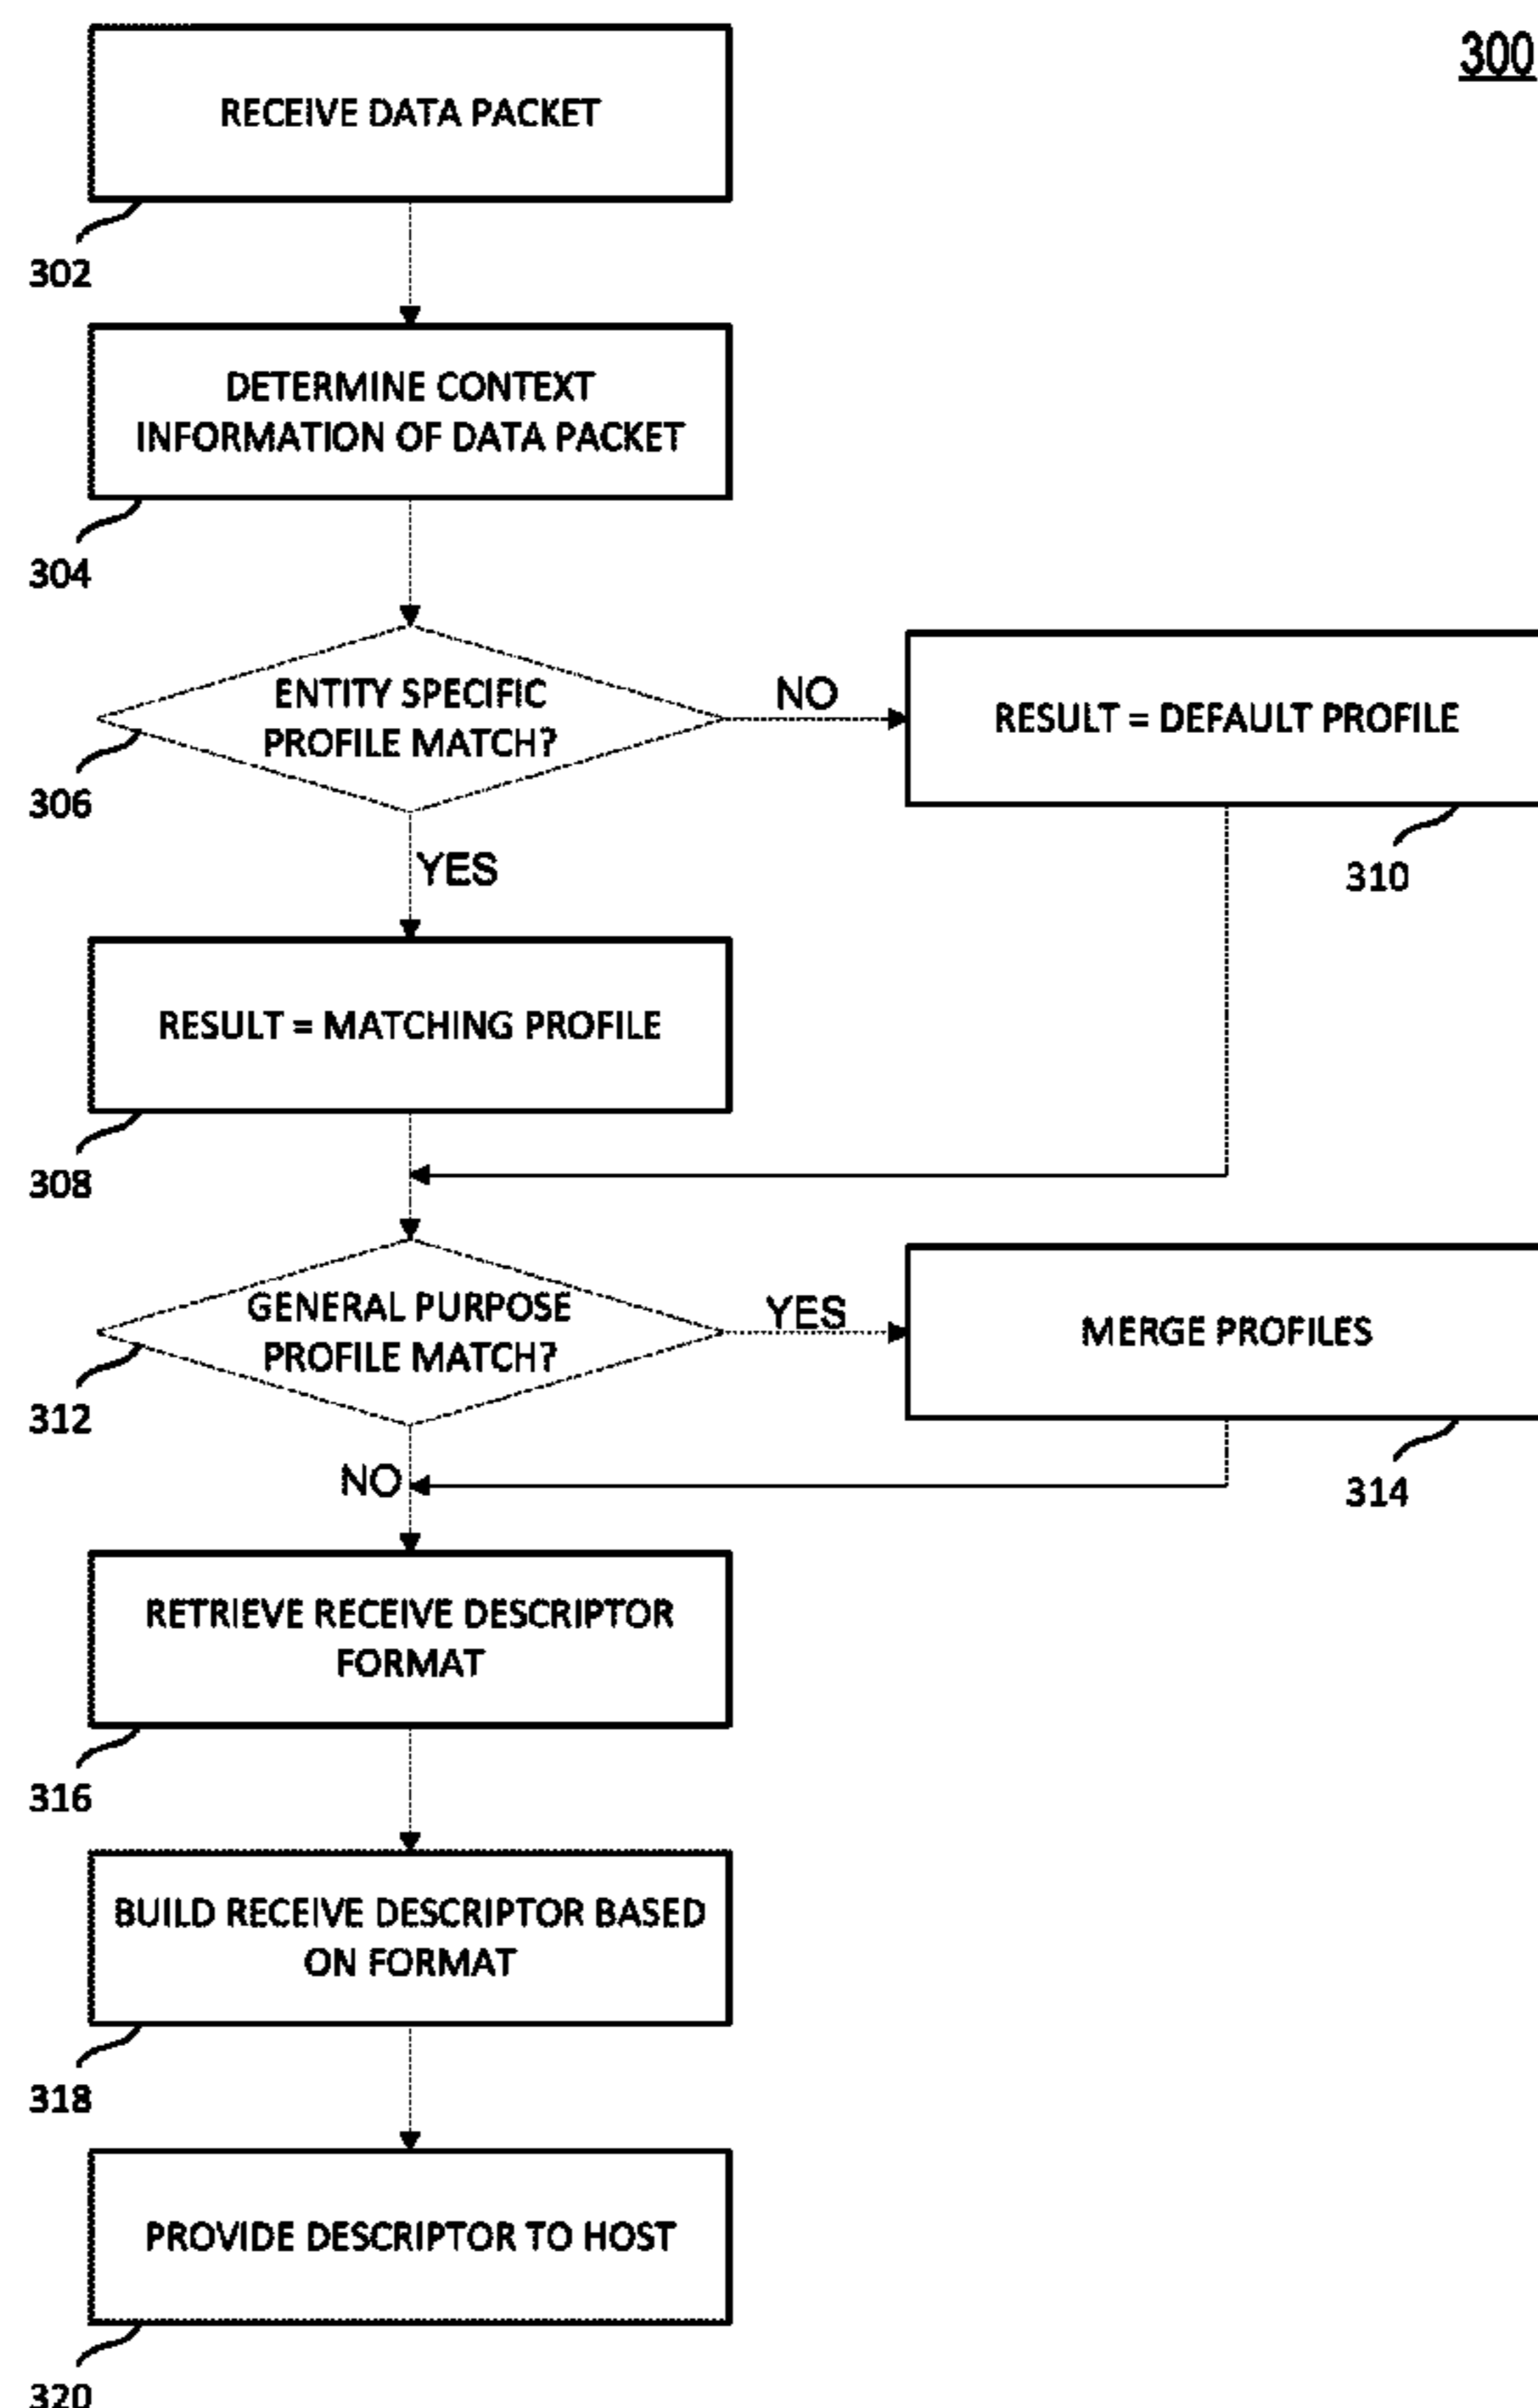 300
RECEIVE DATA PACKET
302
DETERMINE CONTEXT
INFORMATION OF DATA PACKET
304
ENTITY SPECIFIC
PROFILE MATCH?
306
NO
RESULT = DEFAULT PROFILE
310
YES
RESULT = MATCHING PROFILE
308
GENERAL PURPOSE
PROFILE MATCH?
312
YES
MERGE PROFILES
314
NO
RETRIEVE RECEIVE DESCRIPTOR
FORMAT
316
BUILD RECEIVE DESCRIPTOR BASED
ON FORMAT
318
PROVIDE DESCRIPTOR TO HOST
320